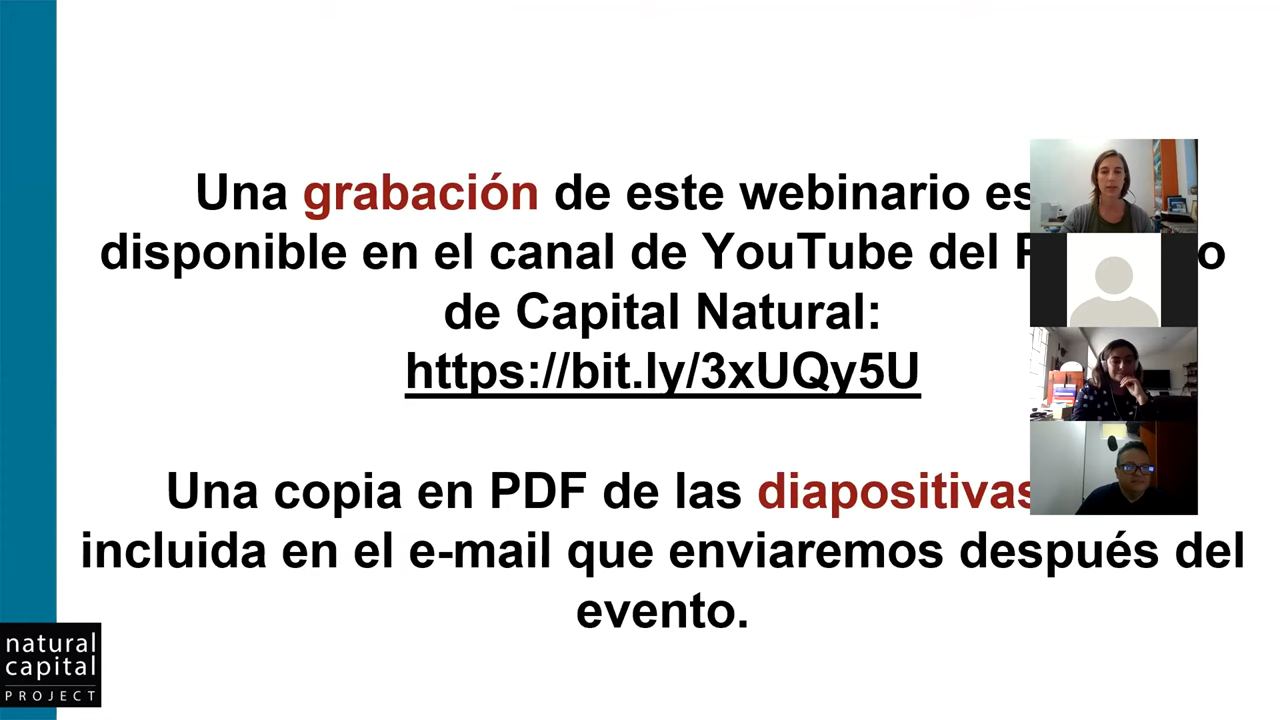 Una grabación de este webinario
disponible en el canal de YouTube del
de Capital Natural:
https://bit.ly/3xUQy5U
Una copia en PDF de las diapositivas
incluida en el e-mail que enviaremos después del
evento.
natural
capital
PROJECT